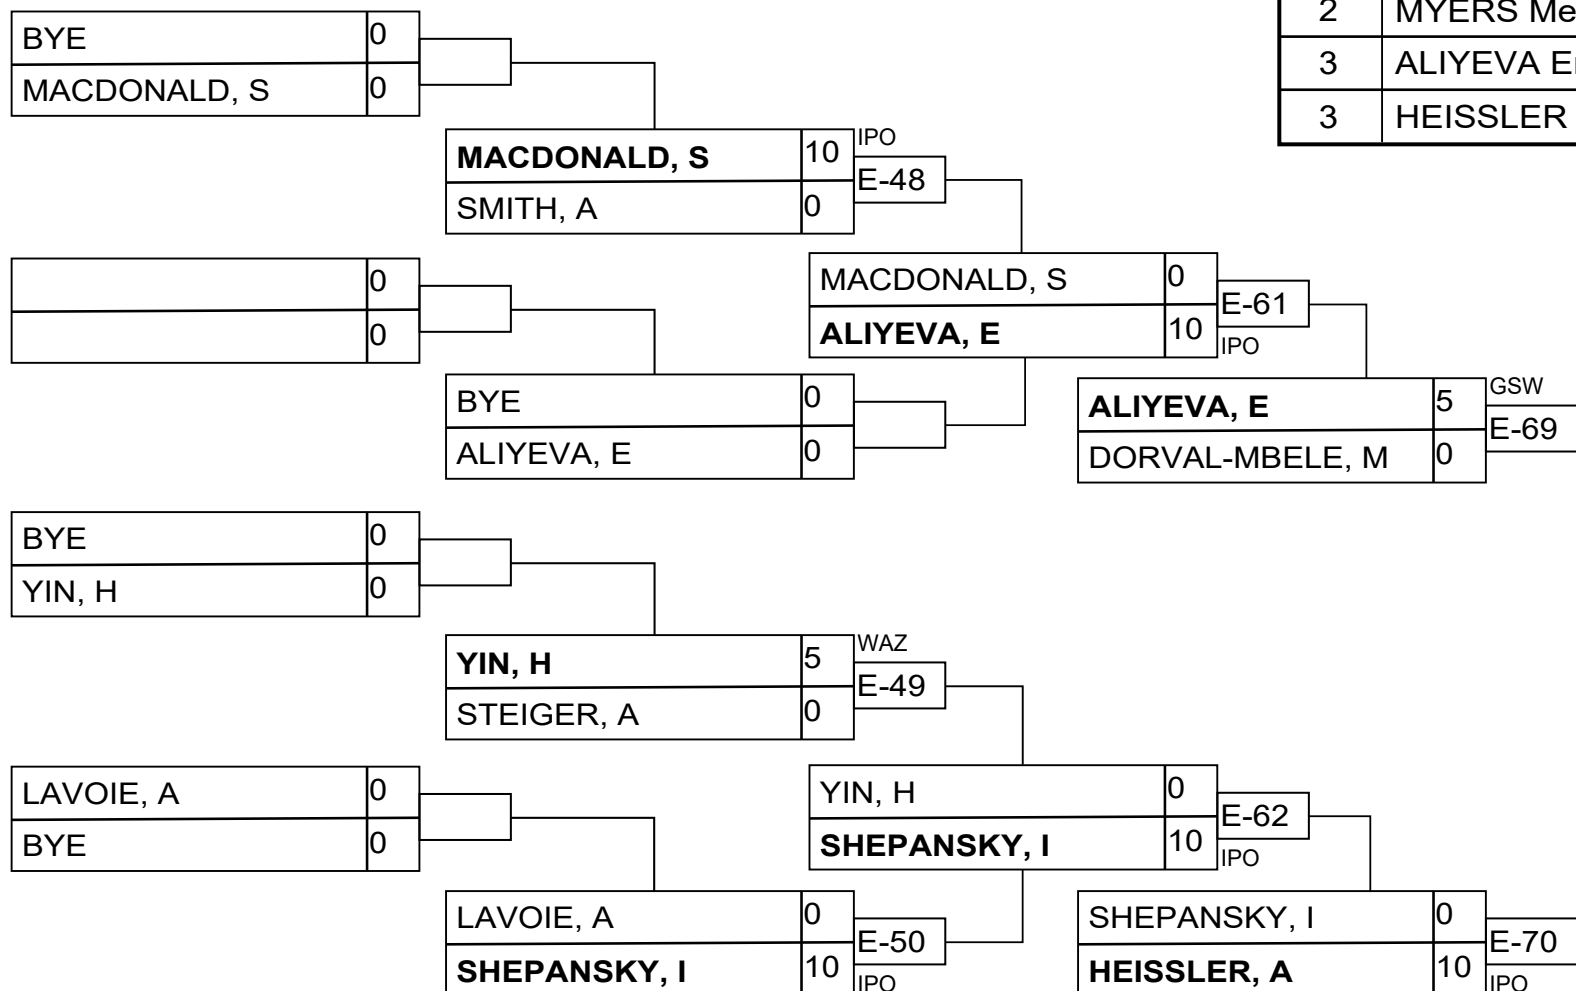 2 MYERS Me
3 ALIYEVA
3 HEISSLER
BYE 0
MACDONALD, S 0
MACDONALD, S 10 IPO
E-48
SMITH, A 0
0
0
MACDONALD, S 0
E-61
ALIYEVA, E 10 IPO
BYE 0
ALIYEVA, E 0
ALIYEVA, E 5 GSW
E-69
DORVAL-MBELE, M 0
BYE 0
YIN, H 0
YIN, H 5 WAZ
E-49
STEIGER, A 0
LAVOIE, A 0
BYE 0
YIN, H 0
E-62
SHEPANSKY, I 10 IPO
LAVOIE, A 0
E-50
SHEPANSKY, I 10 IPO
SHEPANSKY, I 0
E-70
HEISSLER, A 10 IPO